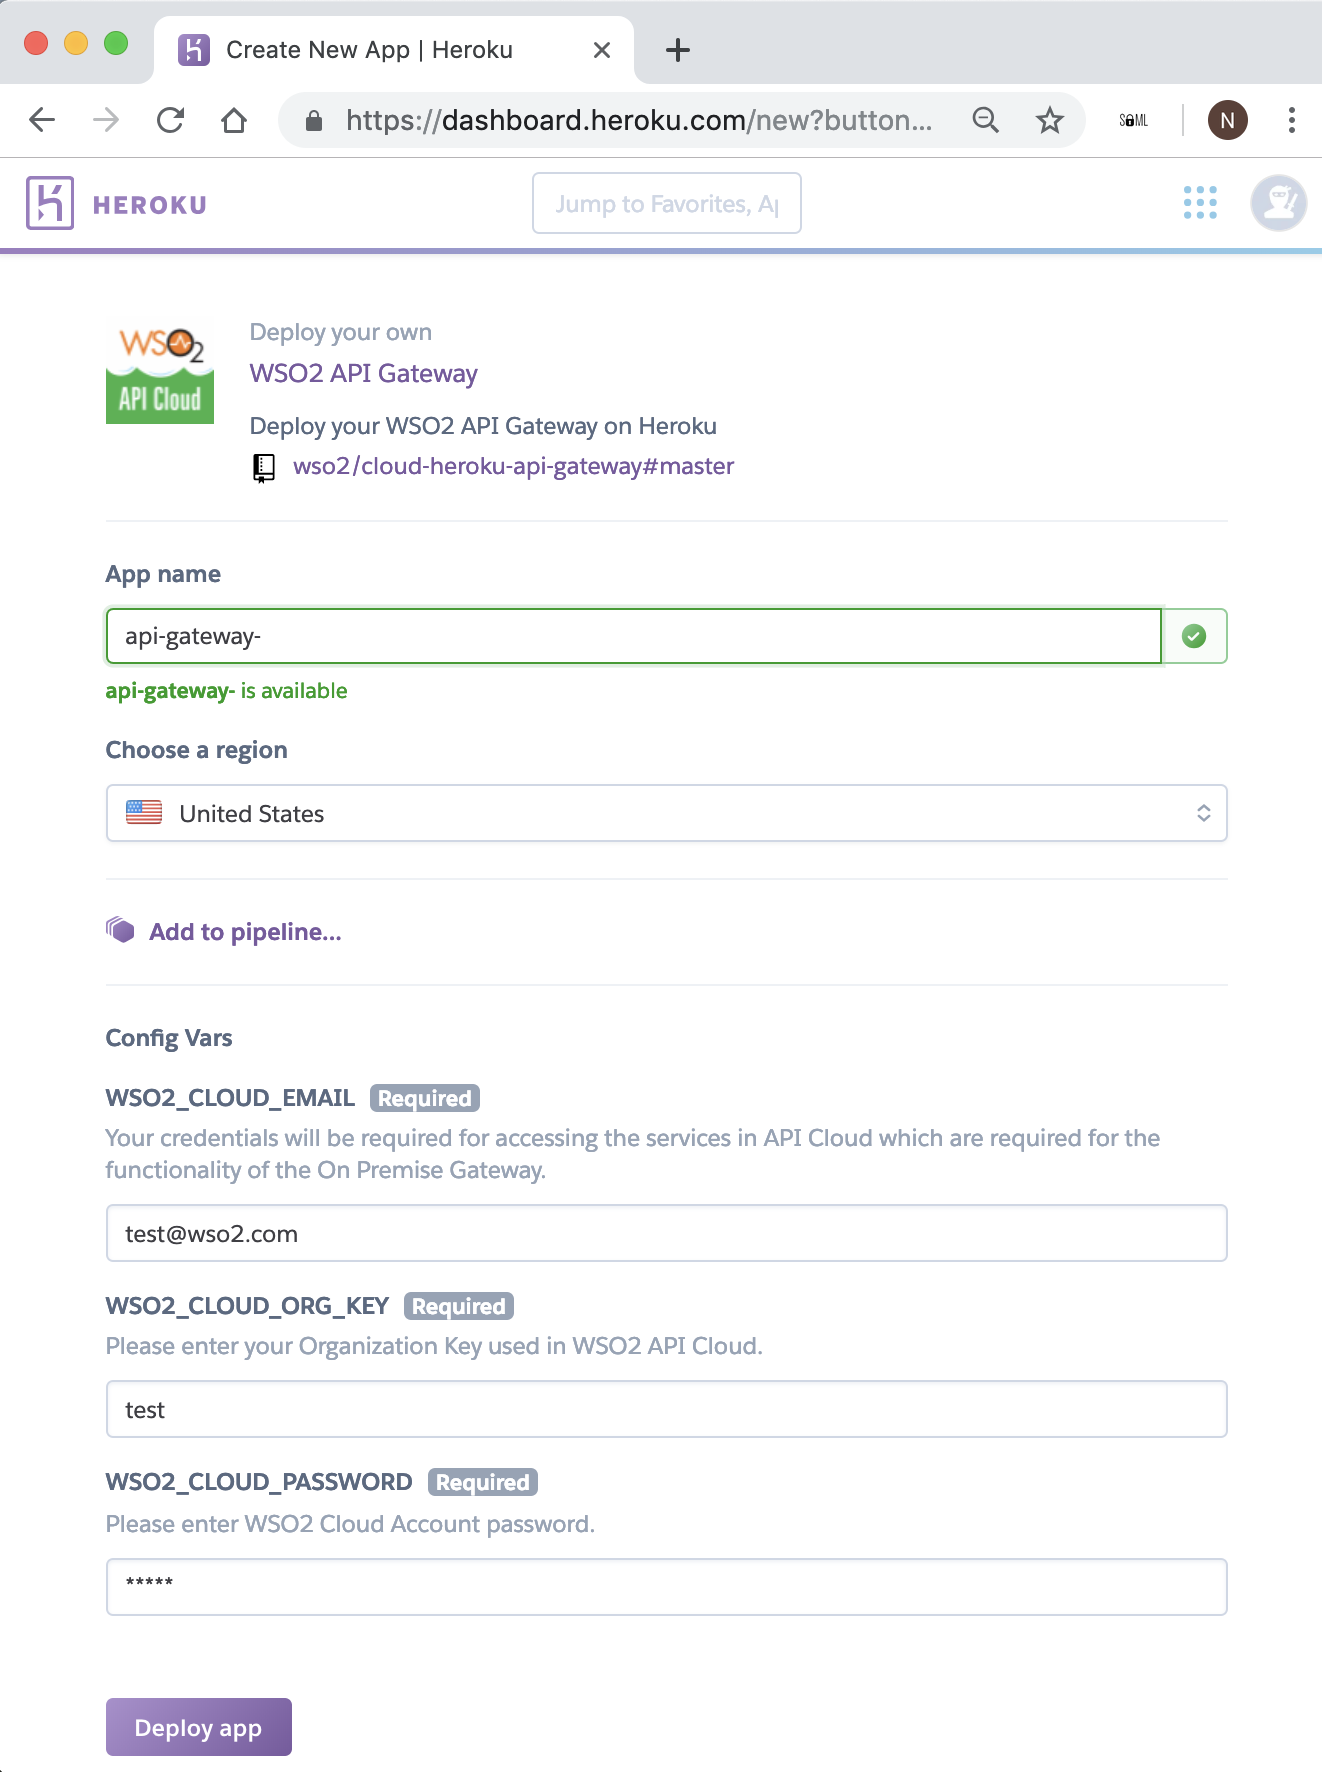 Create New App | Heroku
https://dashboard.heroku.com/new?button...
SAML
N
HEROKU
Jump to Favorites, Ap
WSO2
API Cloud
Deploy your own
WSO2 API Gateway
Deploy your WSO2 API Gateway on Heroku
wso2/cloud-heroku-api-gateway#master
App name
api-gateway-
api-gateway- is available
Choose a region
United States
Add to pipeline...
Config Vars
WSO2_CLOUD_EMAIL Required
Your credentials will be required for accessing the services in API Cloud which are required for the
functionality of the On Premise Gateway.
test@wso2.com
WSO2_CLOUD_ORG_KEY Required
Please enter your Organization Key used in WSO2 API Cloud.
test
WSO2_CLOUD_PASSWORD Required
Please enter WSO2 Cloud Account password.
*****
Deploy app